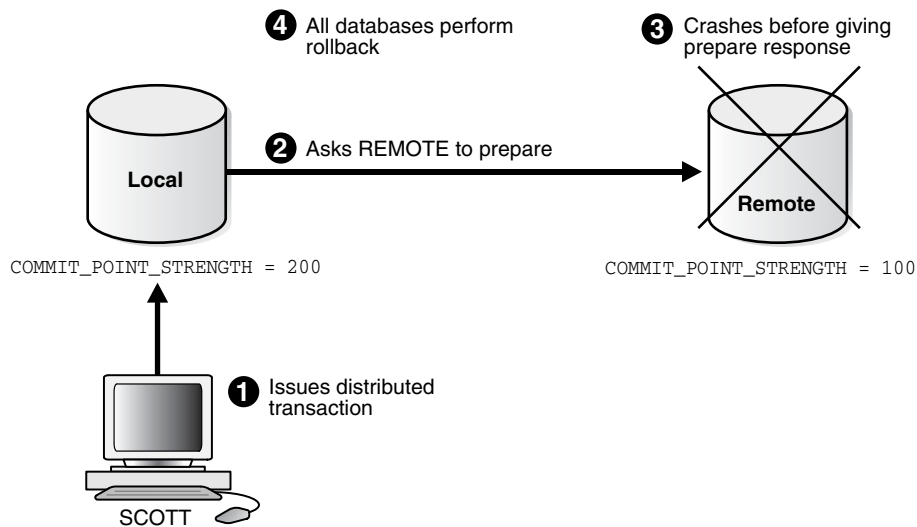 4 All databases perform
rollback
3 Crashes before giving
prepare response
2 Asks REMOTE to prepare
Local
Remote
COMMIT_POINT_STRENGTH = 200
COMMIT_POINT_STRENGTH = 100
1 Issues distributed
transaction
SCOTT